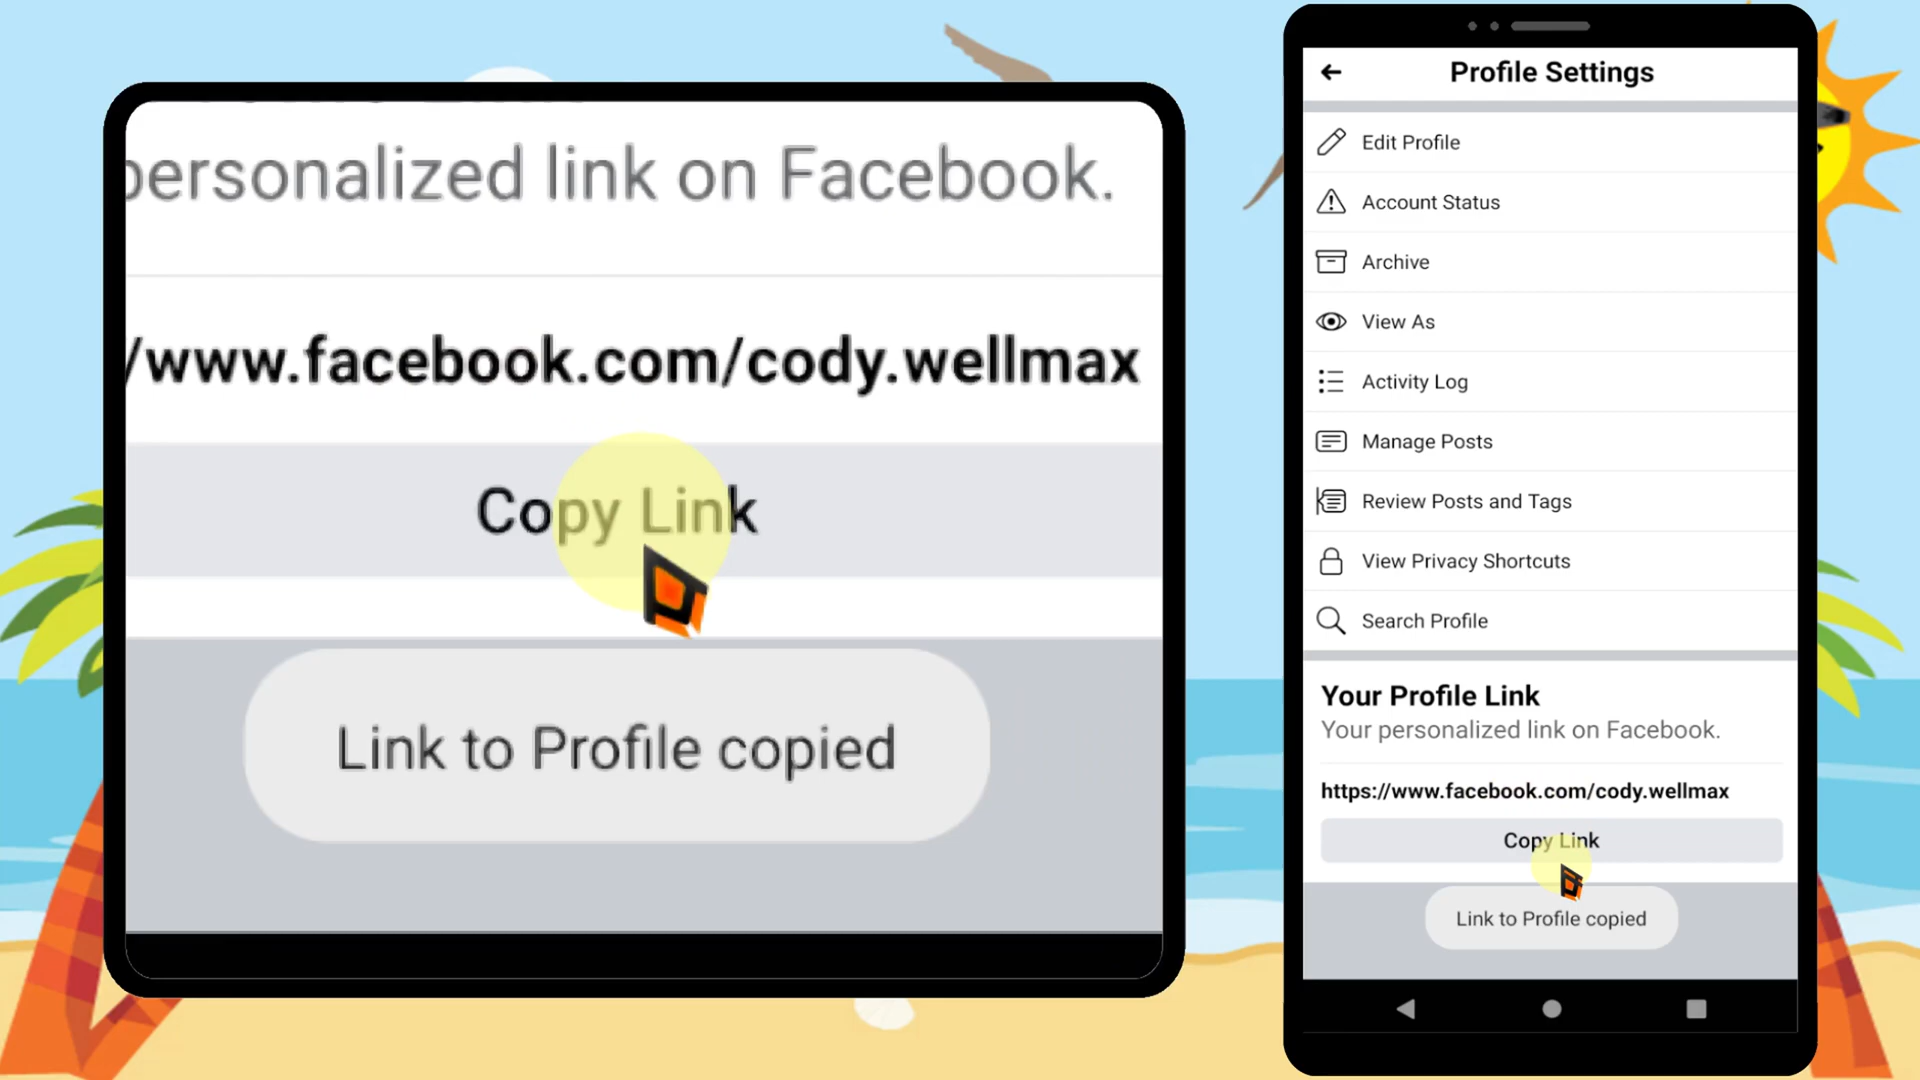 personalized link on Facebook.
/www.facebook.com/cody.wellmax
Copy Link
Link to Profile copied
Profile Settings
Edit Profile
Account Status
Archive
View As
Activity Log
Manage Posts
Review Posts and Tags
View Privacy Shortcuts
Search Profile
Your Profile Link
Your personalized link on Facebook.
https://www.facebook.com/cody.wellmax
Copy Link
Link to Profile copied